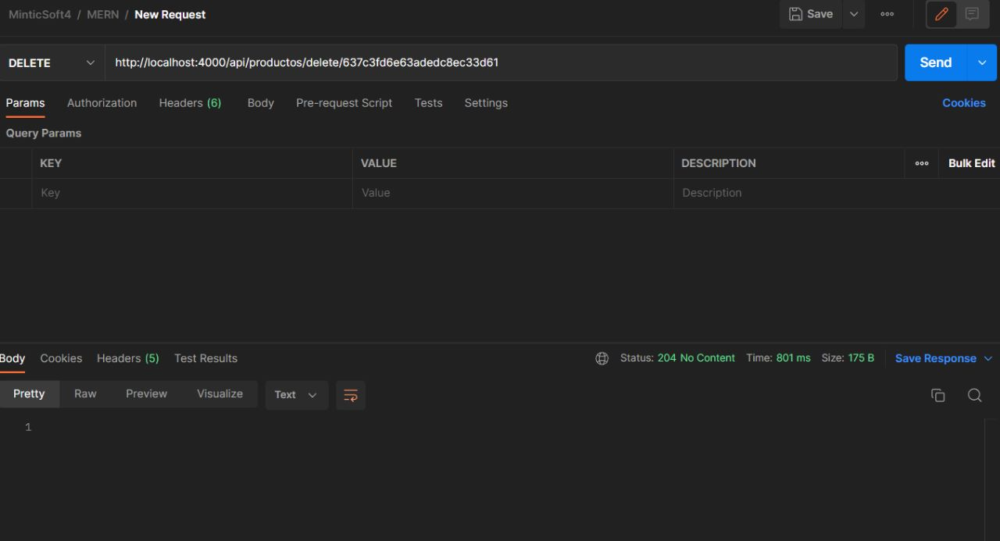 MinticSoft4 / MERN / New Request
Save
DELETE
http://localhost:4000/api/productos/delete/637c3fd6e63adedc8ec33d61
Send
Params Authorization Headers (6) Body Pre-request Script Tests Settings Cookies
Query Params
KEY VALUE DESCRIPTION Bulk Edit
Key Value Description
Body Cookies Headers (5) Test Results Status: 204 No Content Time: 801 ms Size: 175 B Save Response
Pretty Raw Preview Visualize Text
1